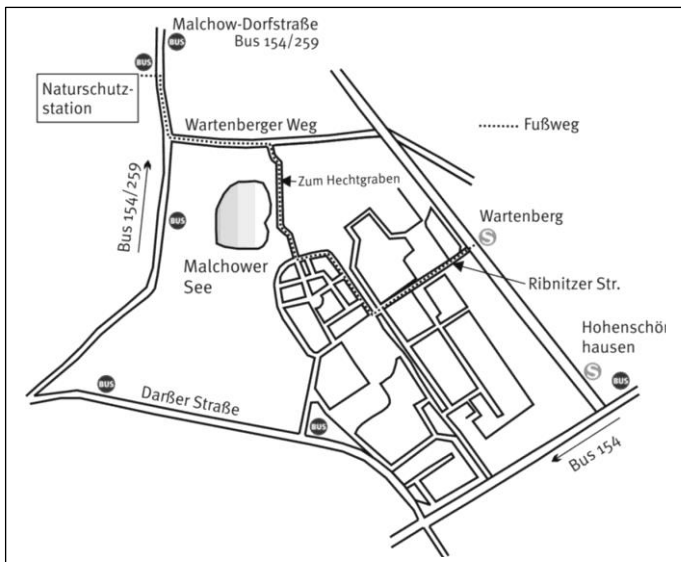 Malchow-Dorfstraße
Bus 154/259
BUS
BUS
Naturschutz-
station
Wartenberger Weg
Fußweg
Zum Hechtgraben
Bus 154/259
BUS
Wartenberg
S
Malchower
See
Ribnitzer Str.
Hohenschön
hausen
S
BUS
BUS
Darßer Straße
BUS
Bus 154